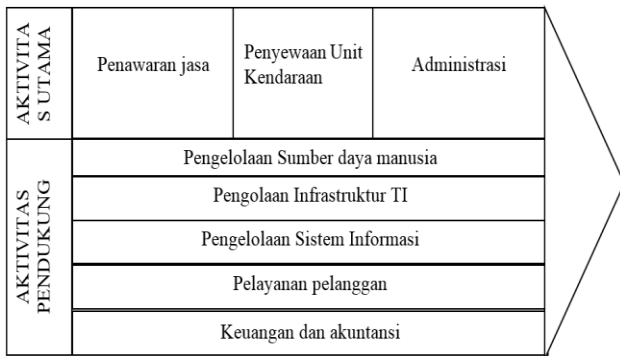 AKTIVITA
S UTAMA
Penawaran jasa
Penyewaan Unit
Kendaraan
Administrasi
AKTIVITAS
PENDUKUNG
Pengelolaan Sumber daya manusia
Pengolaan Infrastruktur TI
Pengelolaan Sistem Informasi
Pelayanan pelanggan
Keuangan dan akuntansi